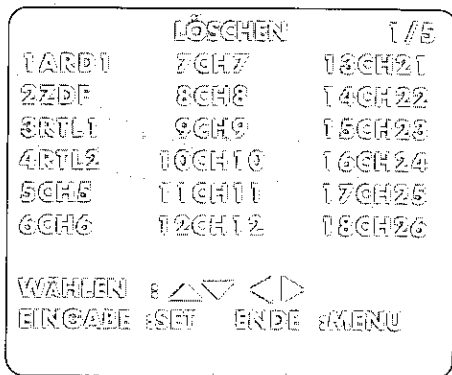 LÖSCHEN 1/5
1ARD1 7CH7 13CH21
2ZDF 8CH8 14CH22
3RTL1 9CH9 15CH23
4RTL2 10CH10 16CH24
5CH5 11CH11 17CH25
6CH6 12CH12 18CH26
WÄHLEN : △▽ ◁▷
EINGABE :SET ENDE :MENU